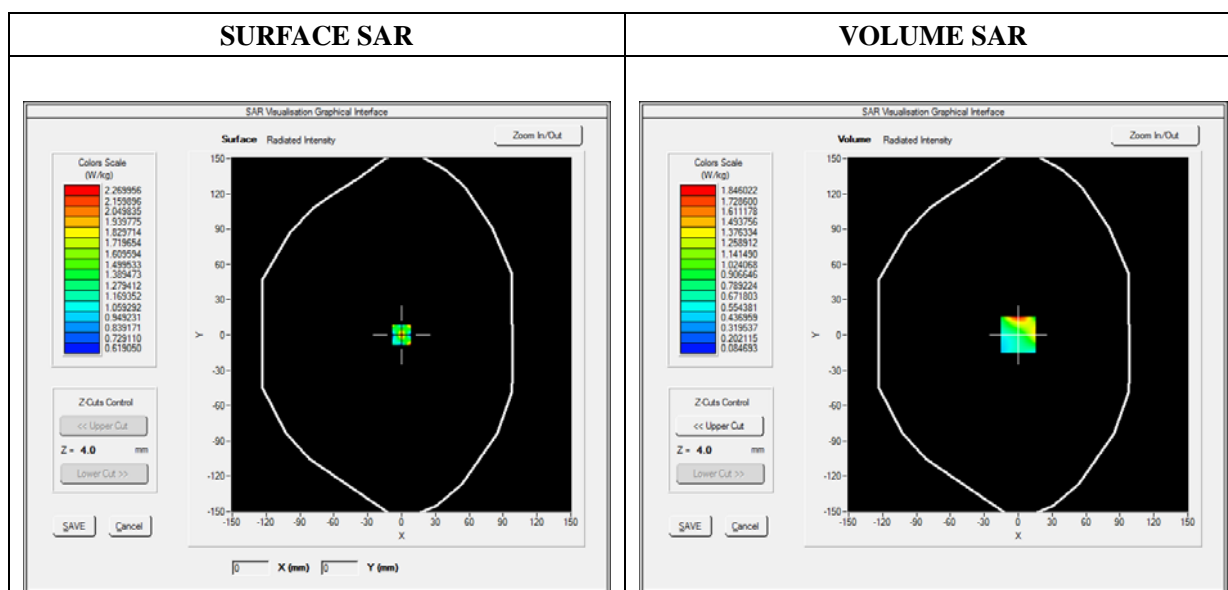 SURFACE SAR
VOLUME SAR
SAR Visualisation Graphical Interface
Surface Radiated Intensity
Zoom In/Out
Colors Scale
(W/kg)
2.269956
2.159896
2.049835
1.939775
1.829714
1.719654
1.609594
1.499533
1.389473
1.279412
1.169352
1.059292
0.949231
0.839171
0.729110
0.619050
Z-Cuts Control
<< Upper Cut
Z = 4.0 mm
Lower Cut >>
SAVE Cancel
150
120
90
60
30
0
-30
-60
-90
-120
-150
Y
-150 -120 -90 -60 -30 0 30 60 90 120 150
X
0 X (mm) 0 Y (mm)
SAR Visualisation Graphical Interface
Volume Radiated Intensity
Zoom In/Out
Colors Scale
(W/kg)
1.846022
1.728600
1.611178
1.493756
1.376334
1.258912
1.141490
1.024068
0.906646
0.789224
0.671803
0.554381
0.436959
0.319537
0.202115
0.084693
Z-Cuts Control
<< Upper Cut
Z = 4.0 mm
Lower Cut >>
SAVE Cancel
150
120
90
60
30
0
-30
-60
-90
-120
-150
Y
-150 -120 -90 -60 -30 0 30 60 90 120 150
X